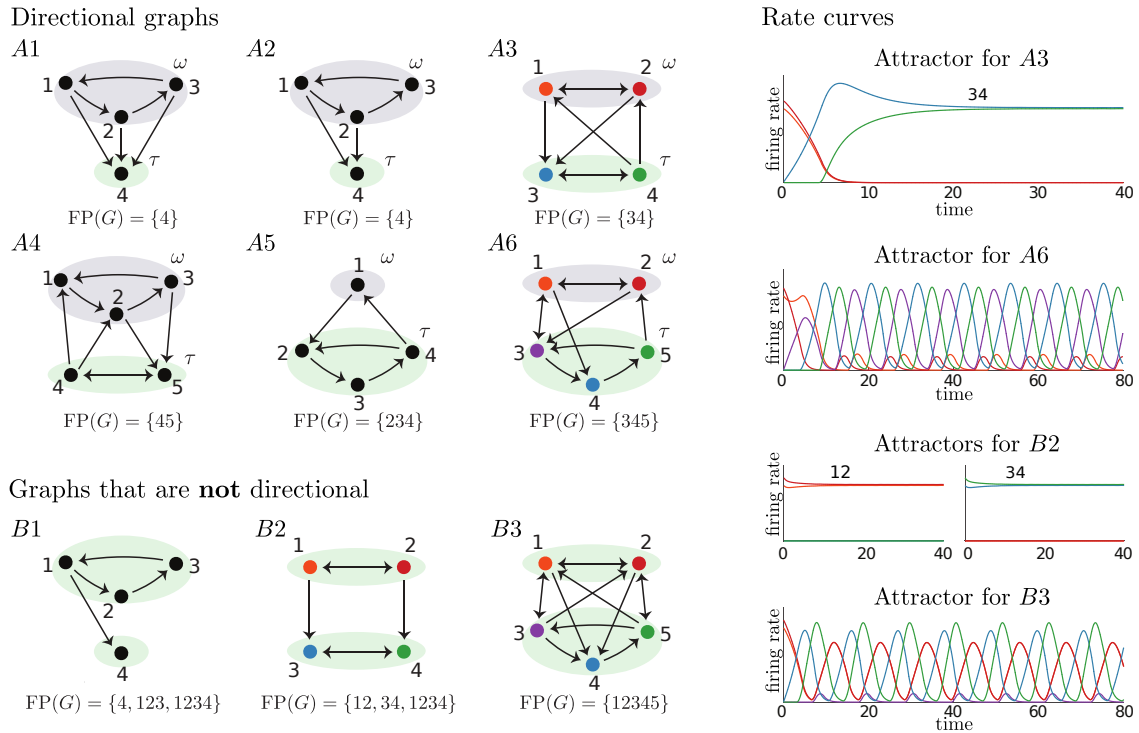 Directional graphs
A1
ω
1
3
2
τ
4
FP(G) = {4}
A2
ω
1
3
2
τ
4
FP(G) = {4}
A3
1
2
ω
τ
3
4
FP(G) = {34}
A4
ω
1
3
2
τ
4
5
FP(G) = {45}
A5
1
ω
τ
2
4
3
FP(G) = {234}
A6
1
2
ω
τ
3
5
4
FP(G) = {345}
Graphs that are not directional
B1
1
3
2
4
FP(G) = {4, 123, 1234}
B2
1
2
3
4
FP(G) = {12, 34, 1234}
B3
1
2
3
5
4
FP(G) = {12345}
Rate curves
Attractor for A3
firing rate
34
0 10 20 30 40
time
Attractor for A6
firing rate
0 20 40 60 80
time
Attractors for B2
firing rate
12
0 20 40
34
0 20 40
Attractor for B3
firing rate
0 20 40 60 80
time